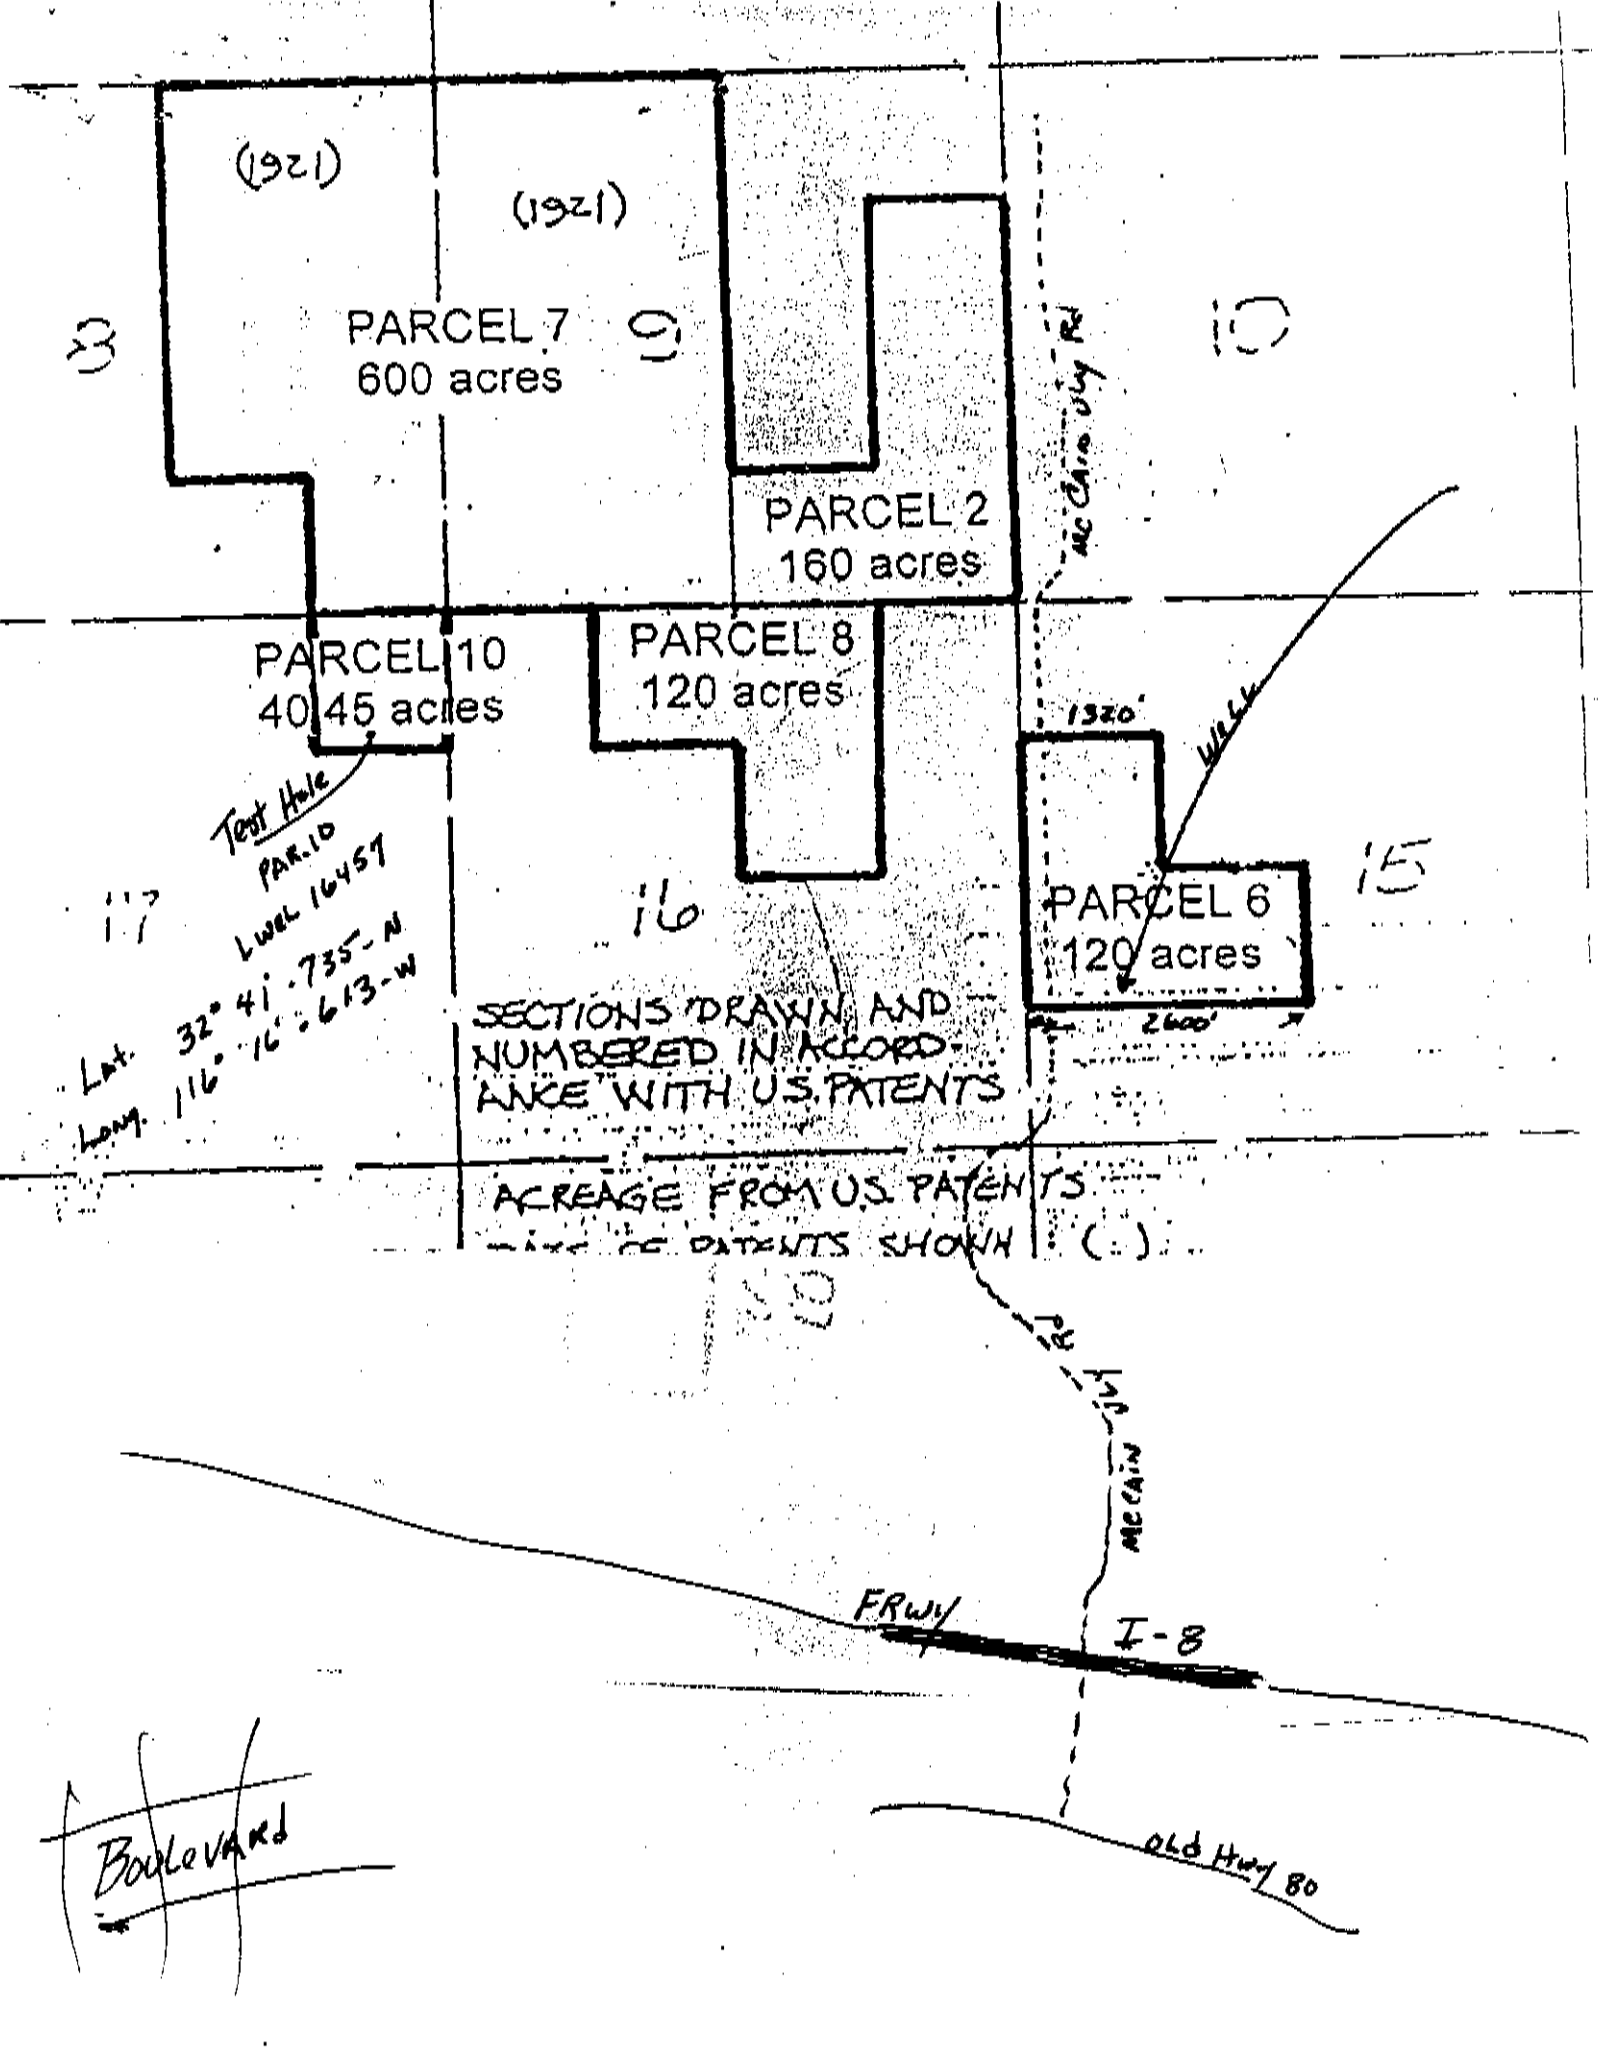 (1921)
(1921)
8
PARCEL 7
600 acres
9
10
McCain Vly Rd
PARCEL 2
160 acres
PARCEL 10
40.45 acres
PARCEL 8
120 acres
1320'
Well
Test Hole
PAR. 10
LWEL 16457
Lat. 32° 41' .735-N
Long. 116° 16' .613-W
17
16
15
PARCEL 6
120 acres
2600'
SECTIONS DRAWN AND
NUMBERED IN ACCORD-
ANCE WITH U.S. PATENTS
ACREAGE FROM U.S. PATENTS
OF PATENTS SHOWN ( )
McCain Vly Rd
FRWY
I-8
Boulevard
OLd Hwy 80